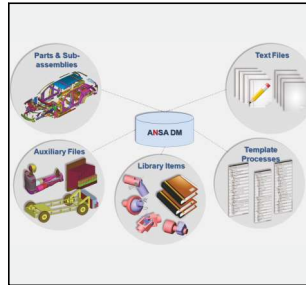 Parts & Sub-
assemblies
Text Files
ANSA DM
Auxiliary Files
Library Items
Template
Processes